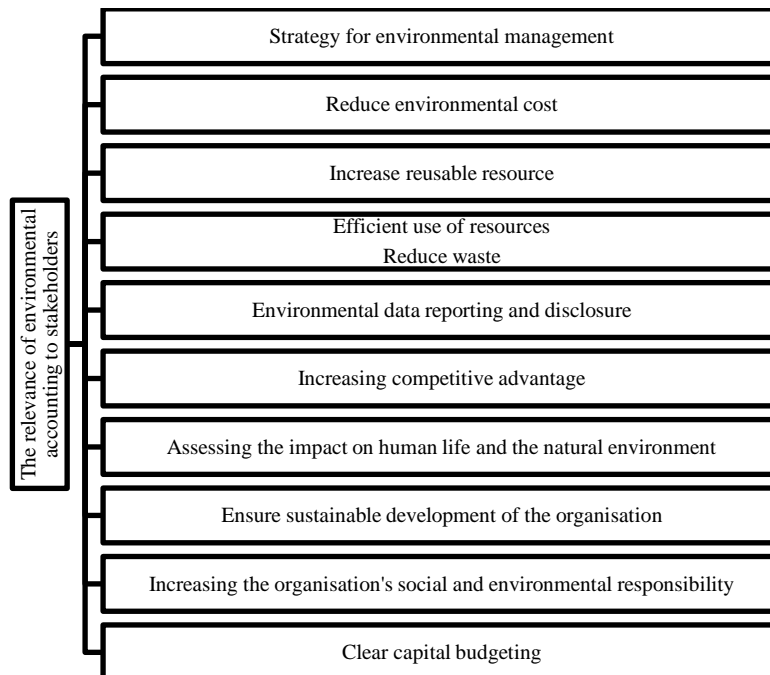 The relevance of environmental
accounting to stakeholders
Strategy for environmental management
Reduce environmental cost
Increase reusable resource
Efficient use of resources
Reduce waste
Environmental data reporting and disclosure
Increasing competitive advantage
Assessing the impact on human life and the natural environment
Ensure sustainable development of the organisation
Increasing the organisation's social and environmental responsibility
Clear capital budgeting